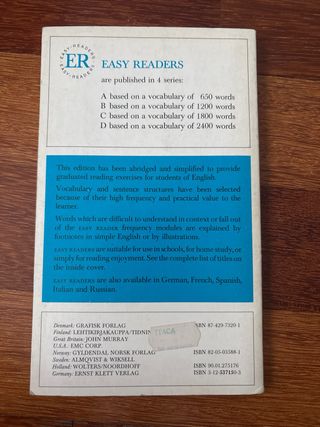 EASY-READERS
ER
EASY-READERS
EASY READERS
are published in 4 series:
A based on a vocabulary of 650 words
B based on a vocabulary of 1200 words
C based on a vocabulary of 1800 words
D based on a vocabulary of 2400 words
This edition has been abridged and simplified to provide
graduated reading exercises for students of English.
Vocabulary and sentence structures have been selected
because of their high frequency and practical value to the
learner.
Words which are difficult to understand in context or fall out
of the EASY READER frequency modules are explained by
footnotes in simple English or by illustrations.
EASY READERS are suitable for use in schools, for home study, or
simply for reading enjoyment. See the complete list of titles on
the inside cover.
EASY READERS are also available in German, French, Spanish,
Italian and Russian.
Denmark: GRAFISK FORLAG ISBN 87-429-7320-1
Finland: LEHTIKIRJAKAUPPA/TIDNIN
Great Britain: JOHN MURRAY
U.S.A.: EMC CORP.
Norway: GYLDENDAL NORSK FORLAG ISBN 82-05-03588-1
Sweden: ALMQVIST & WIKSELL
Holland: WOLTERS/NOORDHOFF ISBN 90.01.275176
Germany: ERNST KLETT VERLAG ISBN 3-12-537140-3